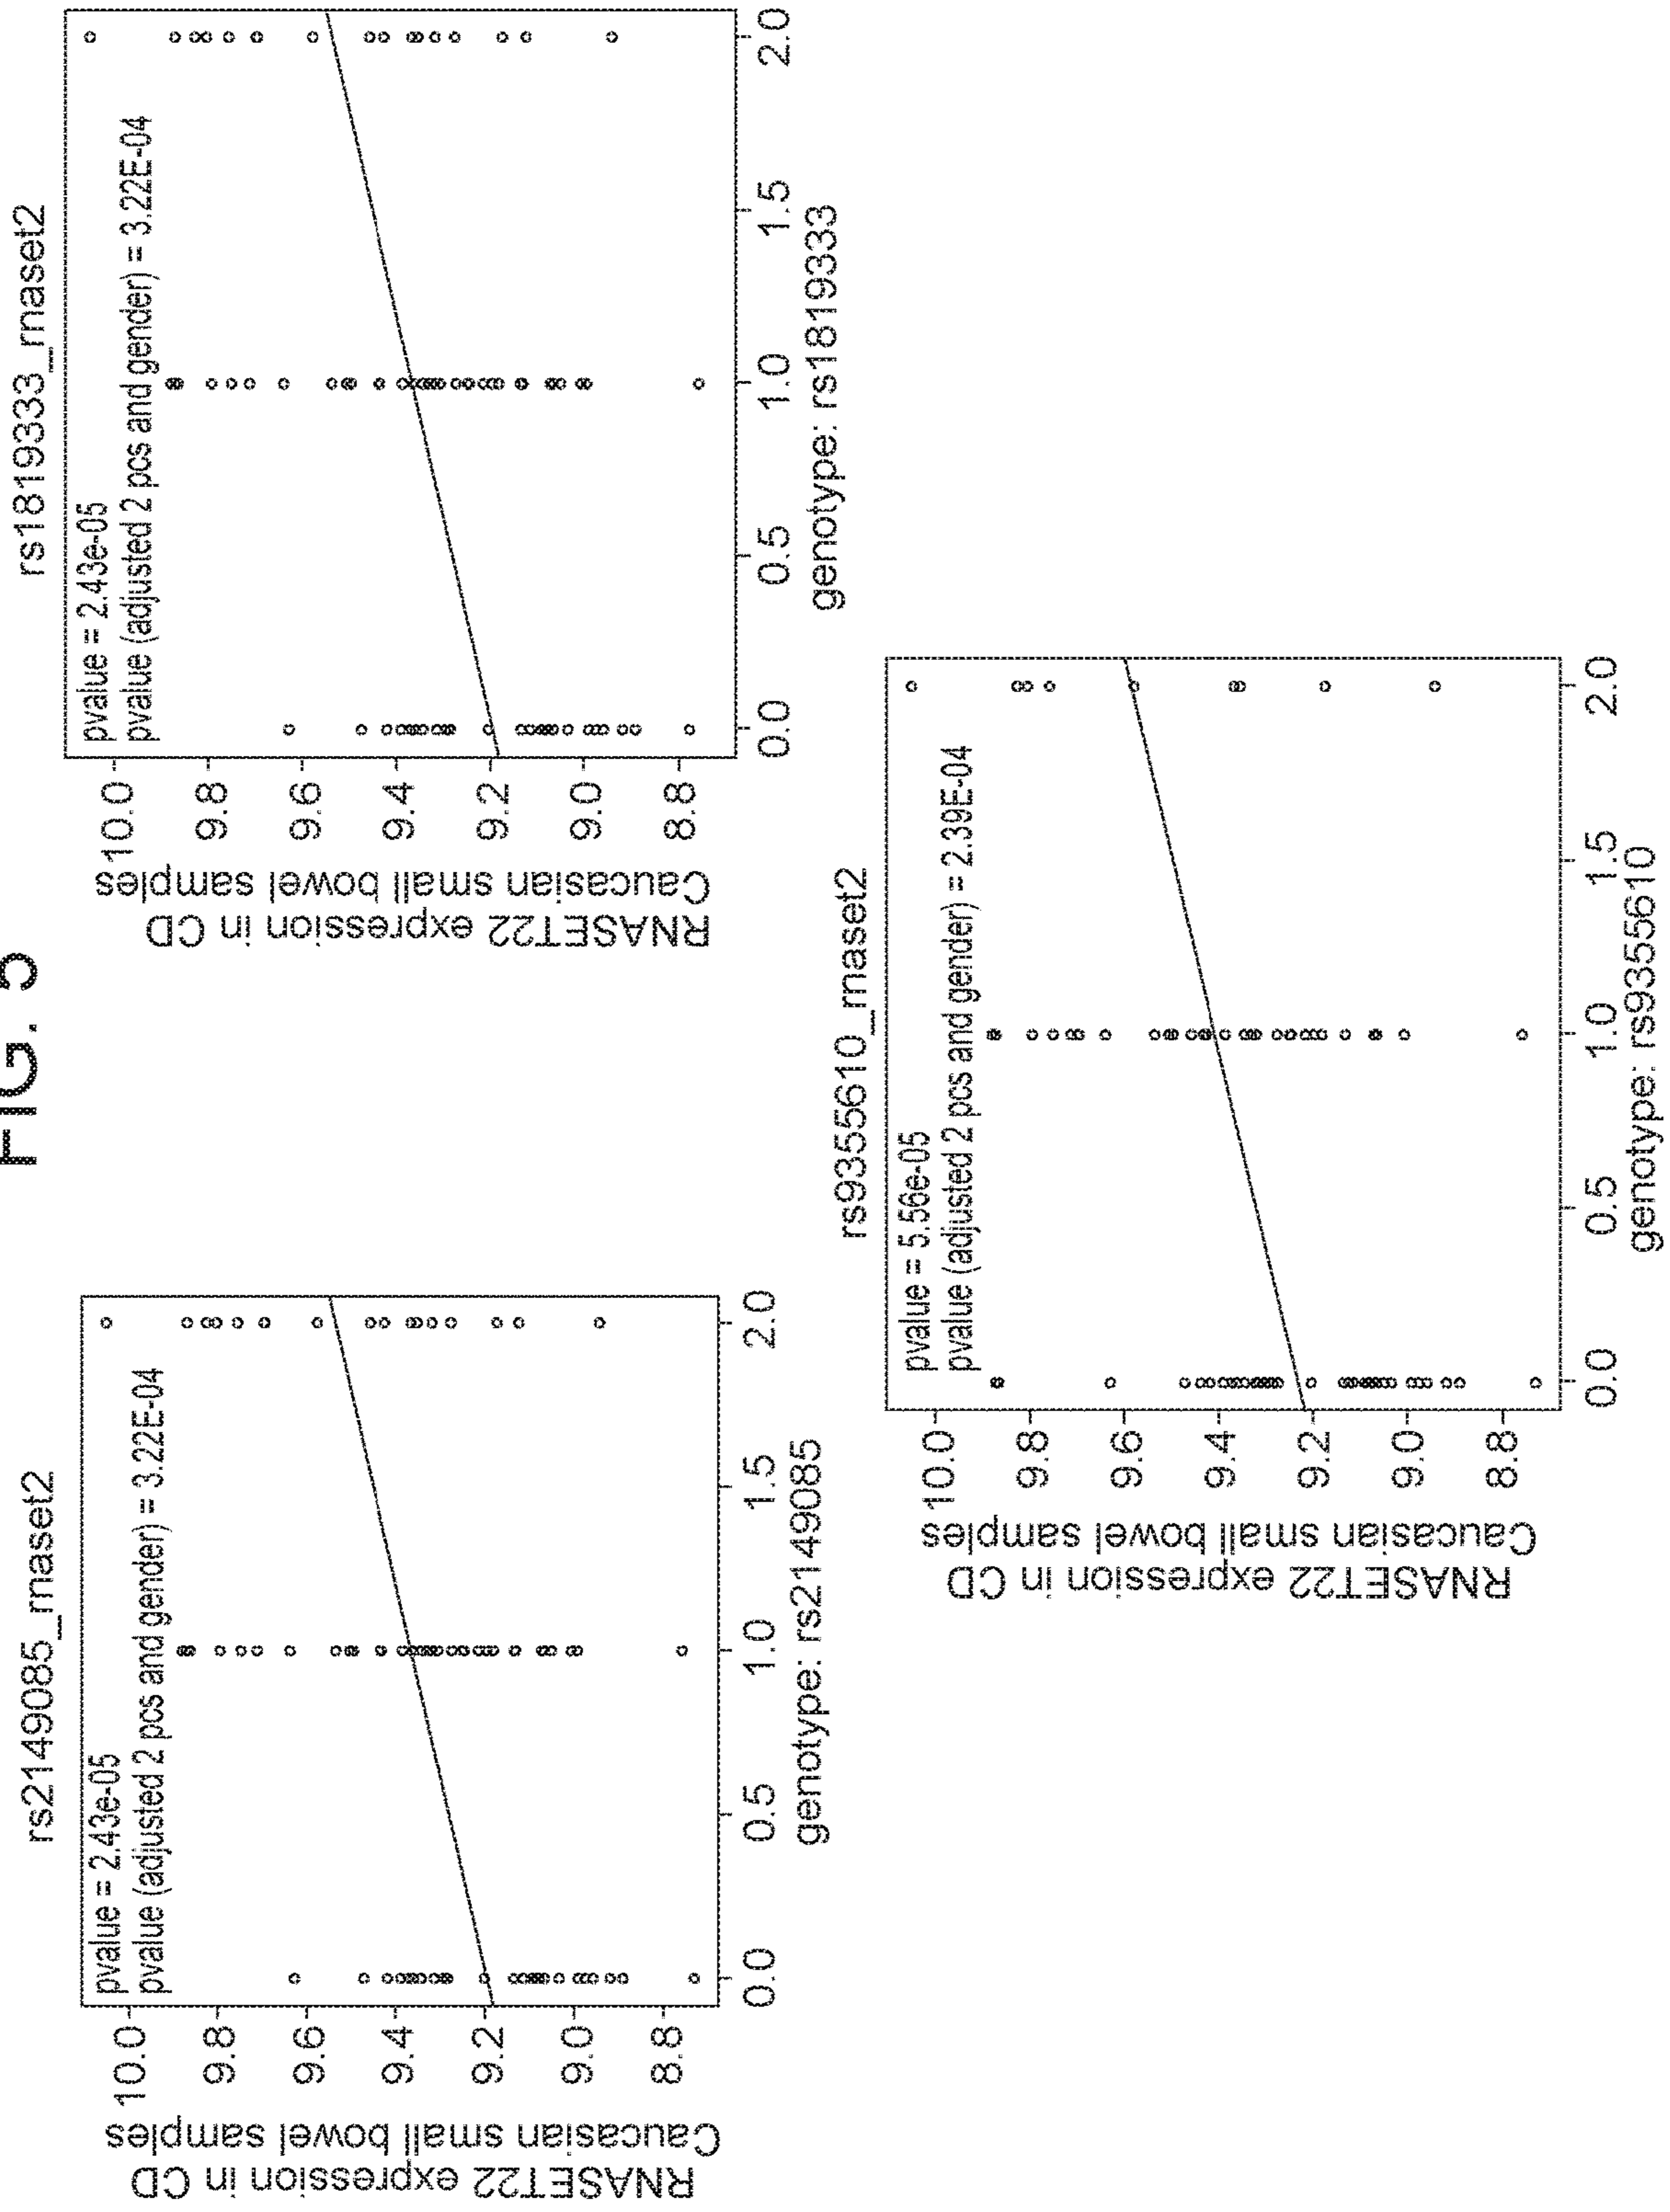 FIG. 5
rs2149085_rnaset2
pvalue = 2.43e-05
pvalue (adjusted 2 pcs and gender) = 3.22E-04
RNASET22 expression in CD
Caucasian small bowel samples
10.0
9.8
9.6
9.4
9.2
9.0
8.8
0.0
0.5
1.0
1.5
2.0
genotype: rs2149085
rs1819333_rnaset2
pvalue = 2.43e-05
pvalue (adjusted 2 pcs and gender) = 3.22E-04
RNASET22 expression in CD
Caucasian small bowel samples
10.0
9.8
9.6
9.4
9.2
9.0
8.8
0.0
0.5
1.0
1.5
2.0
genotype: rs1819333
rs9355610_rnaset2
pvalue = 5.56e-05
pvalue (adjusted 2 pcs and gender) = 2.39E-04
RNASET22 expression in CD
Caucasian small bowel samples
10.0
9.8
9.6
9.4
9.2
9.0
8.8
0.0
0.5
1.0
1.5
2.0
genotype: rs9355610